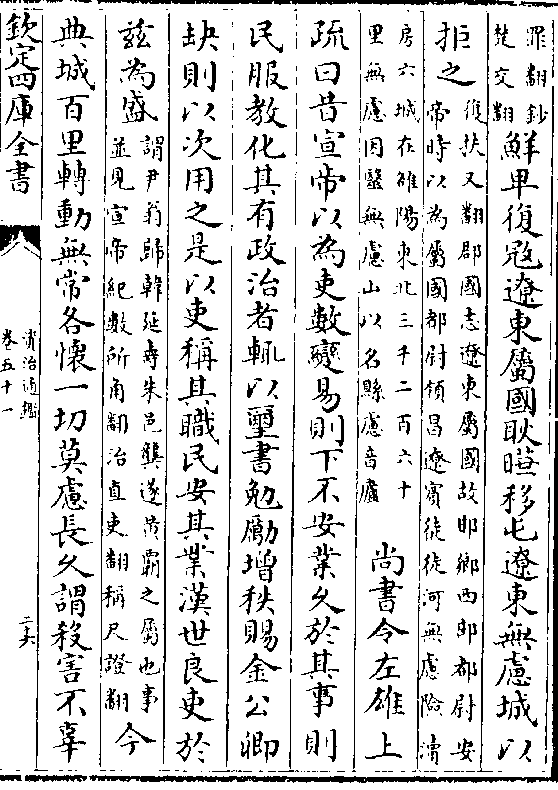 罪翻鈔
楚交翻
鮮卑復寇遼東屬國耿曄移屯遼東無慮城以
拒之
復扶又翻郡國志遼東屬國故邯鄉西部都尉安
帝時以為屬國都尉領昌遼賓徒徒河無慮險瀆
房六城在雒陽東北三千二百六十
里無慮因醫無慮山以名縣慮音廬
尚書令左雄上
疏曰昔宣帝以為吏數變易則下不安業久於其事則
民服教化其有政治者輒以璽書勉勵增秩賜金公卿
缺則以次用之是以吏稱其職民安其業漢世良吏於
茲為盛
謂尹翁歸韓延壽朱邑龔遂黄霸之屬也事
並見宣帝紀數所角翻治直吏翻稱尺證翻
今
典城百里轉動無常各懷一切莫慮長久謂殺害不辜
欽定四庫全書
資治通鑑
卷五十一
二六